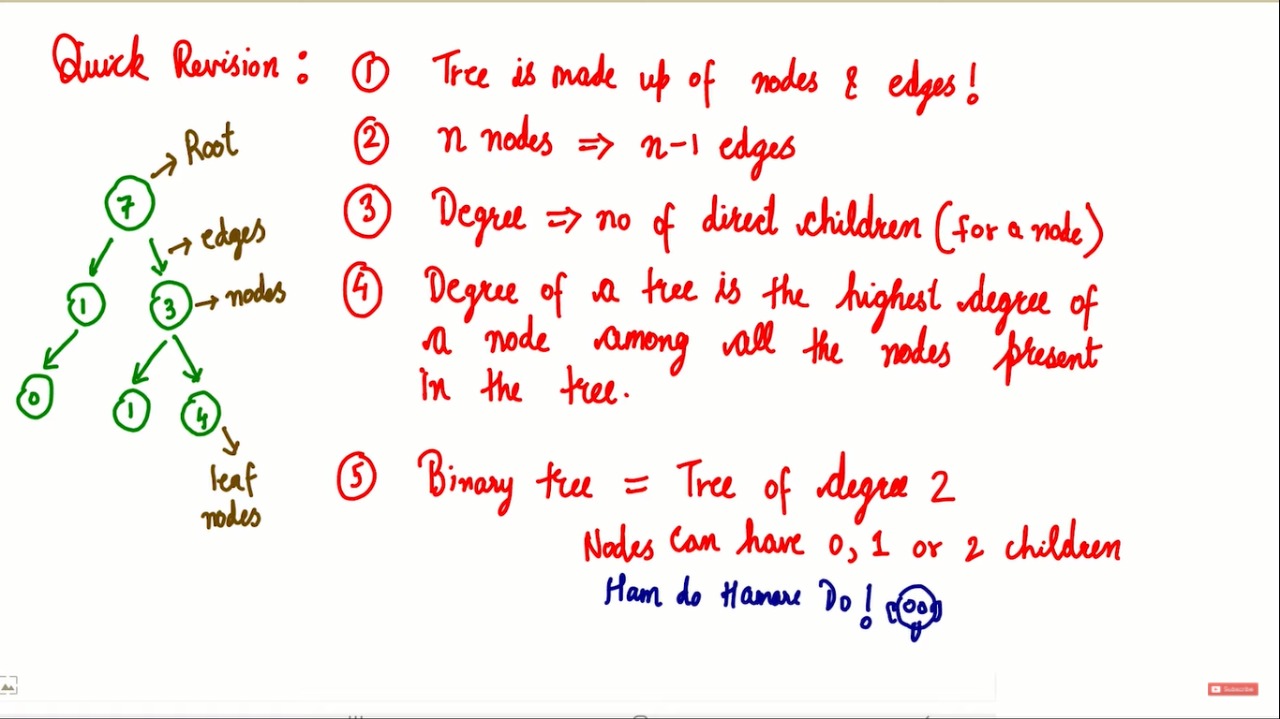 Quick Revision :
① Tree is made up of nodes & edges!
② n nodes => n-1 edges
③ Degree => no of direct children (for a node)
④ Degree of a tree is the highest degree of
a node among all the nodes present
in the tree.
⑤ Binary tree = Tree of degree 2
Nodes can have 0, 1 or 2 children
Ham do Hamare Do!
Root
7
edges
1
3
nodes
0
1
4
leaf
nodes
Subscribe